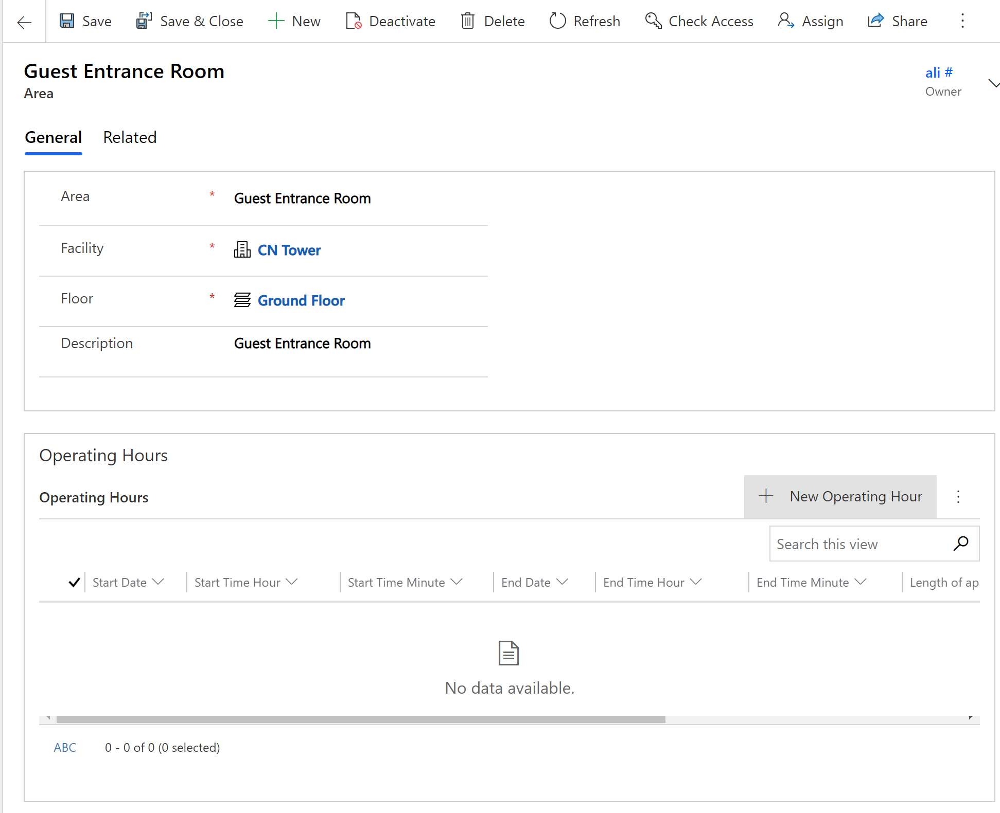 Save Save & Close New Deactivate Delete Refresh Check Access Assign Share
Guest Entrance Room
Area
ali #
Owner
General Related
Area * Guest Entrance Room
Facility * CN Tower
Floor * Ground Floor
Description Guest Entrance Room
Operating Hours
Operating Hours
New Operating Hour
Search this view
Start Date Start Time Hour Start Time Minute End Date End Time Hour End Time Minute Length of ap
No data available.
ABC 0 - 0 of 0 (0 selected)